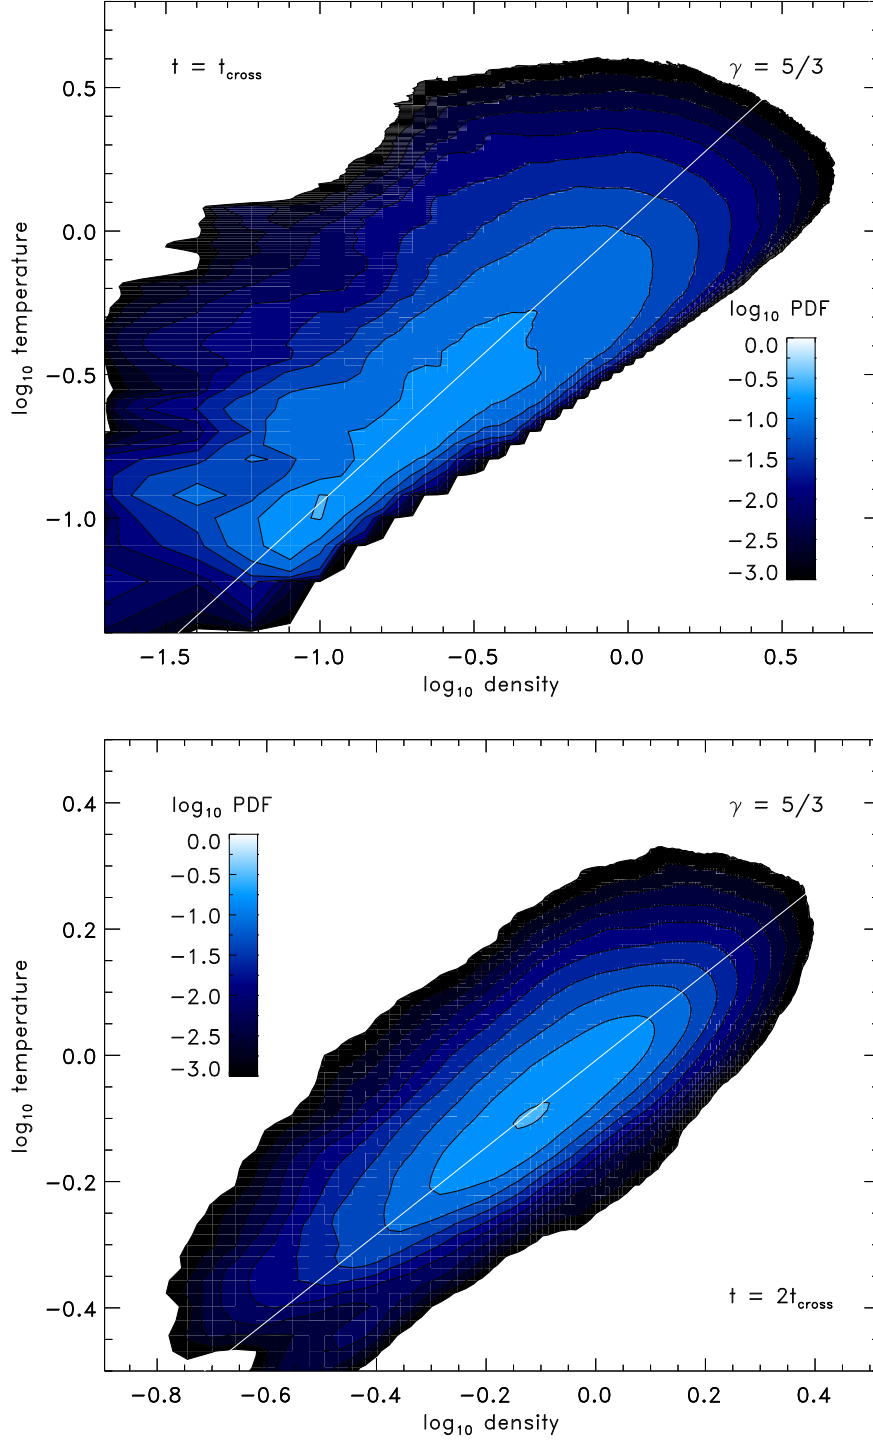 t = t_cross
γ = 5/3
0.5
0.0
−0.5
−1.0
log₁₀ temperature
log₁₀ PDF
0.0
−0.5
−1.0
−1.5
−2.0
−2.5
−3.0
−1.5 −1.0 −0.5 0.0 0.5
log₁₀ density
log₁₀ PDF
0.0
−0.5
−1.0
−1.5
−2.0
−2.5
−3.0
γ = 5/3
0.4
0.2
0.0
−0.2
−0.4
log₁₀ temperature
t = 2t_cross
−0.8 −0.6 −0.4 −0.2 0.0 0.2 0.4
log₁₀ density